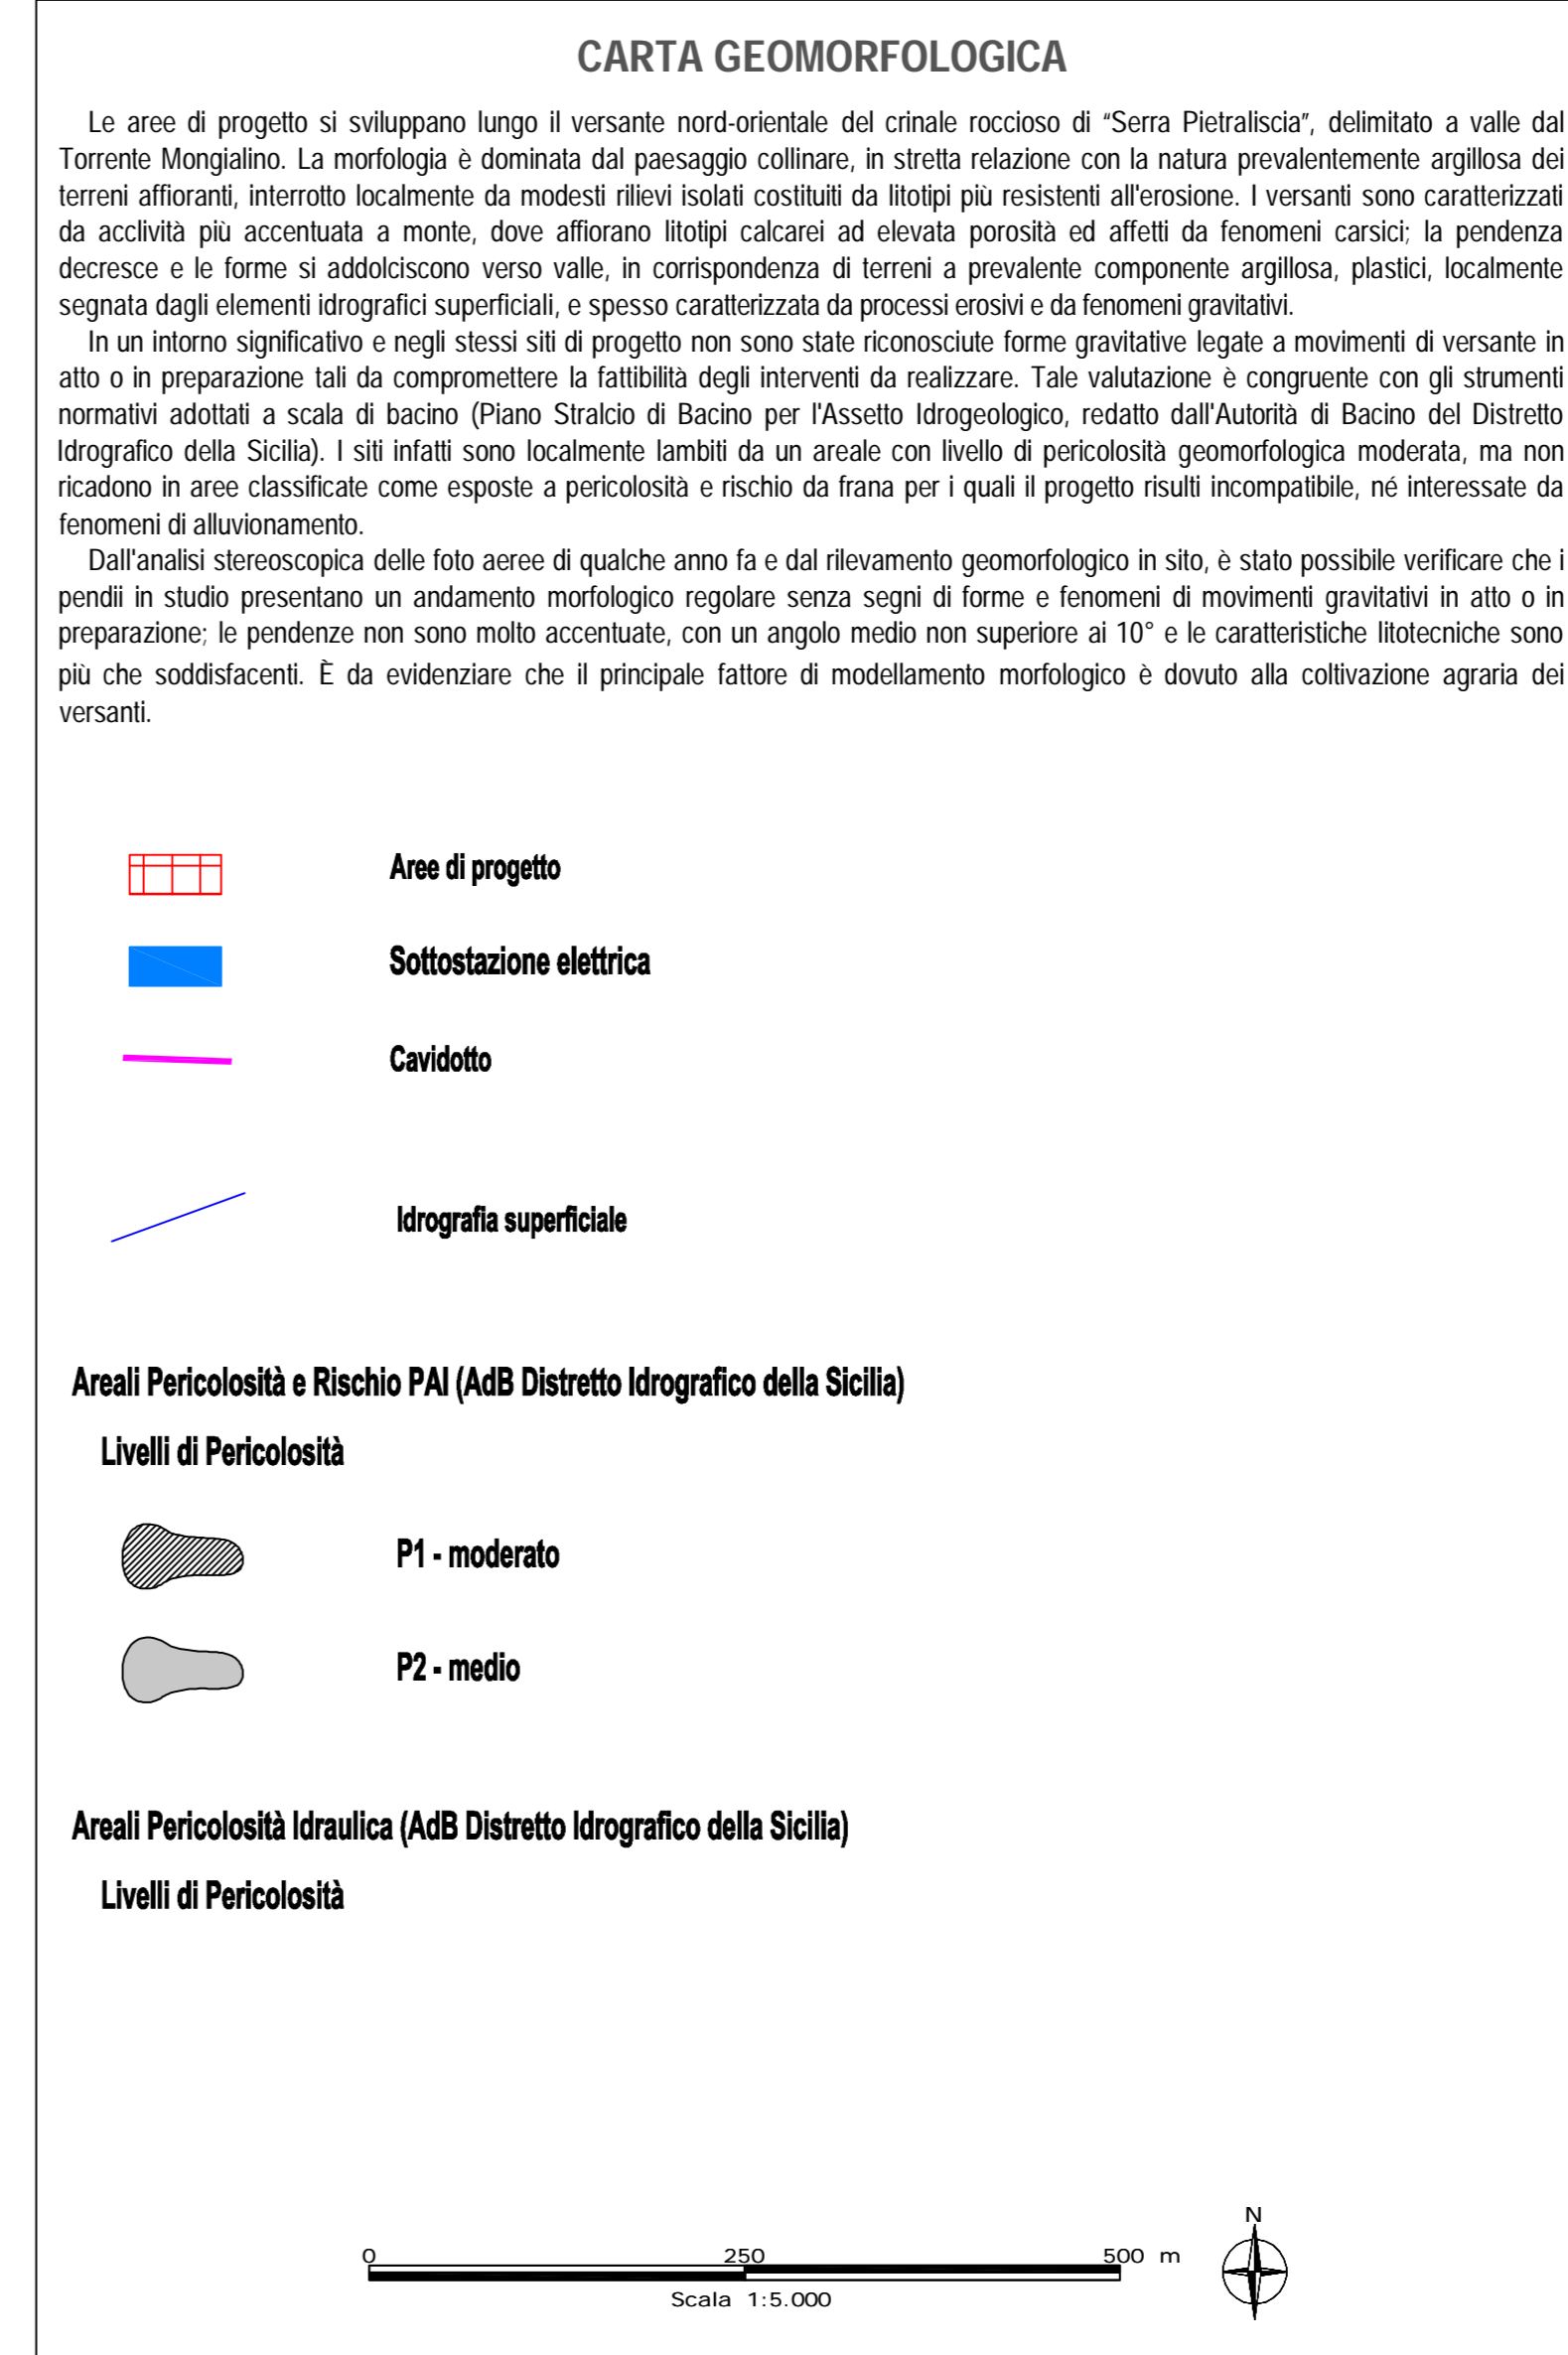 CARTA GEOMORFOLOGICA
Le aree di progetto si sviluppano lungo il versante nord-orientale del crinale roccioso di “Serra Pietraliscia”, delimitato a valle dal
Torrente Mongialino. La morfologia è dominata dal paesaggio collinare, in stretta relazione con la natura prevalentemente argillosa dei
terreni affioranti, interrotto localmente da modesti rilievi isolati costituiti da litotipi più resistenti all'erosione. I versanti sono caratterizzati
da acclività più accentuata a monte, dove affiorano litotipi calcarei ad elevata porosità ed affetti da fenomeni carsici; la pendenza
decresce e le forme si addolciscono verso valle, in corrispondenza di terreni a prevalente componente argillosa, plastici, localmente
segnata dagli elementi idrografici superficiali, e spesso caratterizzata da processi erosivi e da fenomeni gravitativi.
In un intorno significativo e negli stessi siti di progetto non sono state riconosciute forme gravitative legate a movimenti di versante in
atto o in preparazione tali da compromettere la fattibilità degli interventi da realizzare. Tale valutazione è congruente con gli strumenti
normativi adottati a scala di bacino (Piano Stralcio di Bacino per l'Assetto Idrogeologico, redatto dall'Autorità di Bacino del Distretto
Idrografico della Sicilia). I siti infatti sono localmente lambiti da un areale con livello di pericolosità geomorfologica moderata, ma non
ricadono in aree classificate come esposte a pericolosità e rischio da frana per i quali il progetto risulti incompatibile, né interessate da
fenomeni di alluvionamento.
Dall'analisi stereoscopica delle foto aeree di qualche anno fa e dal rilevamento geomorfologico in sito, è stato possibile verificare che i
pendii in studio presentano un andamento morfologico regolare senza segni di forme e fenomeni di movimenti gravitativi in atto o in
preparazione; le pendenze non sono molto accentuate, con un angolo medio non superiore ai 10° e le caratteristiche litotecniche sono
più che soddisfacenti. È da evidenziare che il principale fattore di modellamento morfologico è dovuto alla coltivazione agraria dei
versanti.
Aree di progetto
Sottostazione elettrica
Cavidotto
Idrografia superficiale
Areali Pericolosità e Rischio PAI (AdB Distretto Idrografico della Sicilia)
Livelli di Pericolosità
P1 - moderato
P2 - medio
Areali Pericolosità Idraulica (AdB Distretto Idrografico della Sicilia)
Livelli di Pericolosità
N
0 250 500 m
Scala 1:5.000